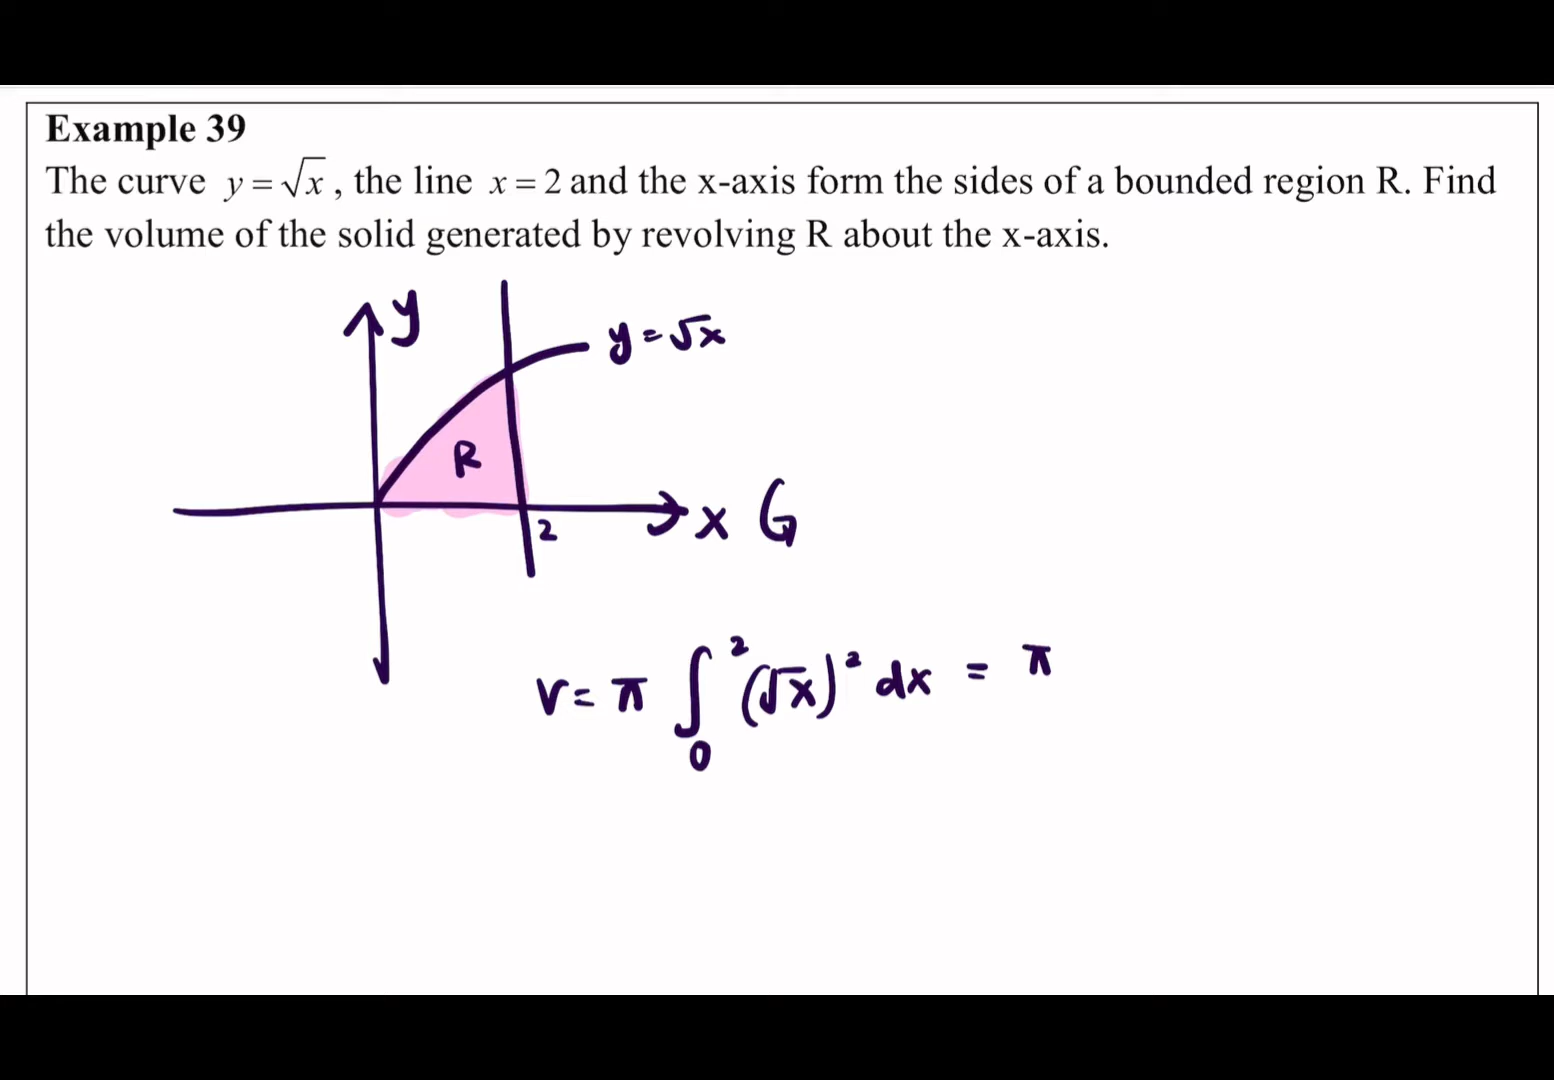 Example 39
The curve y = √x , the line x = 2 and the x-axis form the sides of a bounded region R. Find
the volume of the solid generated by revolving R about the x-axis.
y
y = √x
R
2
x
V = π ∫₀² (√x)² dx = π